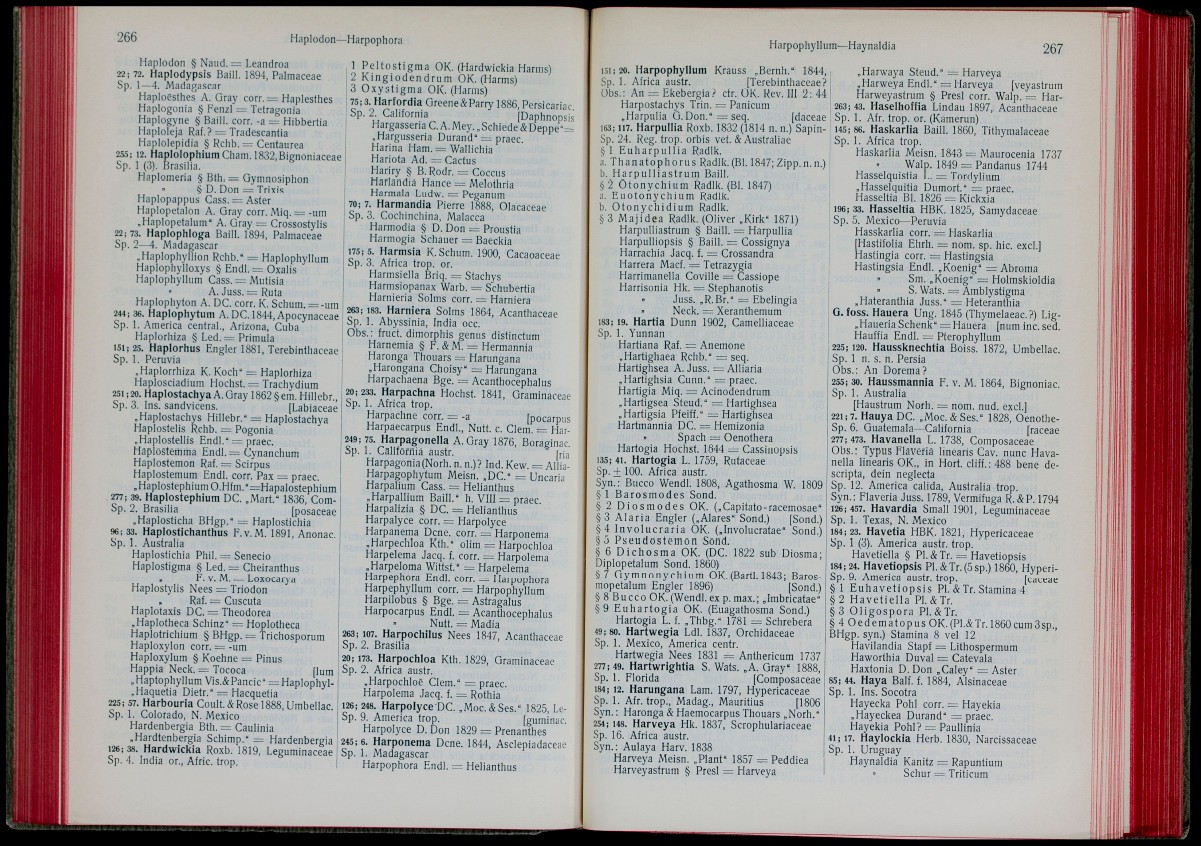 266
Haplodon—Harpophora
Haplodon § Naud. = Leandroa
22; 72. Haplodypsis Baill. 1894, Palmaceae
Sp. 1—4. Madagascar
Haploësthes A. Gray corr. = Haplesthes
Haplogonia § Fenzl = Tetragonia
Haplogyne § Baill. corr. -a = Hibbertia
Haploleja Raf.? = Tradescantia
Haplolepidia § Rchb. = Centaurea
255; 12. Haplolophium Cham. 1832, Bignoniaceae
Sp. 1 (3). Brasilia.
Haplomeria § Bth. = Gymnosiphon
„ § D. Don = Trixis
Haplopappus Cass. = Aster
Haplopetalon A. Gray corr. Miq. = -um
„Haplopetalum“ A. Gray = Crossostylis
22; 73. Haplophloga Baill. 1894, Palmaceae
Sp. 2—4. Madagascar
„Haplophyllion Rchb.“ = Haplophyllum
Haplophylloxys § Endl. = Oxalis
Haplophyllum Cass. = Mutisia
„ A. Juss. = Ruta
Haplophyton A. DC. corr. K. Schum. = -um
244; 36. Haplophytum A. DC. 1844, Apocynaceae
Sp. 1. America central., Arizona, Cuba
Haplorhiza § Led. = Primula
151; 25. Haplorhus Engler 1881, Terebinthaceae
Sp. 1. Peruvia
„Haplorrhiza K. Koch“ = Haplorhiza
Haplosciadium Hochst. = Trachydium
251; 20. Haplostachya A. Gray 1862 § em. Hillebr.,
Sp. 3. Ins. sandvicens. [Labiaceae
„Haplostachys Hillebr.“ = Haplostachya
Haplostelis Rchb. = Pogonia
„Haplostellis Endl.“ = praec.
Haplostemma Endl. = Cynanchum
Haplostemon Raf. = Scirpus
Haplostemum Endl. corr. Pax = praec.
„Haplostephium O. Hfm.“ = Hapalostephium
277; 39. Haplostephium DC. „Mart.“ 1836, Com-
Sp. 2. Brasilia [posaceae
„Haplosticha BHgp.“ = Haplostichia
96; 33. Haplostichanthus F. v. M. 1891, Anonac.
Sp. 1. Australia
Haplostichia Phil. = Senecio
Haplostigma § Led. = Cheiranthus
„ F. v. M. = Loxocarya
Haplostylis Nees = Triodon
„ Raf. = Cuscuta
Haplotaxis DC. = Theodorea
„Haplotheca Schinz“ = Hoplotheca
Haplotrichium § BHgp. = Trichosporum
Haploxylon corr. = -um
Haploxylum § Koehne = Pinus
Happia Neck. = Tococa [lum
„Haptophyllum Vis. & Pancic“ = Haplophyl-
„Haquetia Dietr.“ = Hacquetia
225; 57. Harbouria Coult. & Rose 1888, Umbellac.
Sp. 1. Colorado, N. Mexico
Hardenbergia Bth. = Caulinia
„Hardtenbergia Schimp.“ = Hardenbergia
126; 38. Hardwickia Roxb. 1819, Leguminaceae
Sp. 4. India or., Afric. trop.
1 Peltostigma OK. (Hardwickia Harms)
2 Kingiodendrum OK. (Harms)
3 Oxystigma OK. (Harms)
75; 3. Harfordia Greene & Parry 1886, Persicariac.
Sp. 2. California [Daphnopsis
Hargasseria C. A. Mey. „Schiede & Deppe“ =
„Hargusseria Durand“ = praec.
Harina Ham. = Wallichia
Hariota Ad. = Cactus
Hariry § B. Rodr. = Coccus
Harlandia Hance = Melothria
Harmala Ludw. = Peganum
70; 7. Harmandia Pierre 1888, Olacaceae
Sp. 3. Cochinchina, Malacca
Harmodia § D. Don = Proustia
Harmogia Schauer = Baeckia
175; 5. Harmsia K. Schum. 1900, Cacaoaceae
Sp. 3. Africa trop. or.
Harmsiella Briq. = Stachys
Harmsiopanax Warb. = Schubertia
Harnieria Solms corr. = Harniera
263; 183. Harniera Solms 1864, Acanthaceae
Sp. 1. Abyssinia, India occ.
Obs.: fruct. dimorphis genus distinctum
Harnemia § F. & M. = Hermannia
Haronga Thouars = Harungana
„Harongana Choisy“ = Harungana
Harpachaena Bge. = Acanthocephalus
20; 233. Harpachna Hochst. 1841, Graminaceae
Sp. 1. Africa trop.
Harpachne corr. = -a [pocarpus
Harpaecarpus Endl., Nutt. c. Clem. = Har-
249; 75. Harpagonella A. Gray 1876, Boraginac.
Sp. 1. California austr. [ria
Harpagonia (Norh. n. n.)? Ind. Kew. = Allia-
Harpagophytum Meisn. „DC.“ = Uncaria
Harpalium Cass. = Helianthus
„Harpallium Baill.“ h. VIII = praec.
Harpalizia § DC. = Helianthus
Harpalyce corr. = Harpolyce
Harpanema Dcne. corr. = Harponema
„Harpechloa Kth.“ olim = Harpochloa
Harpelema Jacq. f. corr. = Harpolema
„Harpeloma Wittst.“ = Harpelema
Harpephora Endl. corr. = Harpophora
Harpephyllum corr. = Harpophyllum
Harpilobus § Bge. = Astragalus
Harpocarpus Endl. = Acanthocephalus
„ Nutt. = Madia
263; 107. Harpochilus Nees 1847, Acanthaceae
Sp. 2. Brasilia
20; 173. Harpochloa Kth. 1829, Graminaceae
Sp. 2. Africa austr.
„Harpochloë Clem.“ = praec.
Harpolema Jacq. f. = Rothia
126; 248. Harpolyce DC. „Moc. & Ses.“ 1825, Le-
Sp. 9. America trop. [guminac.
Harpolyce D. Don 1829 = Prenanthes
245; 6. Harponema Dcne. 1844, Asclepiadaceae
Sp. 1. Madagascar
Harpophora Endl. = Helianthus
Harpophyllum—Haynaldia
267
151; 20. Harpophyllum Krauss „Bernh.“ 1844,
Sp. 1. Africa austr. [Terebinthaceae?
Obs.: An = Ekebergia? ctr. OK. Rev. III 2: 44
Harpostachys Trin. = Panicum
„Harpulia G. Don.“ = seq. [daceae
163; 117. Harpullia Roxb. 1832 (1814 n. n.) Sapin-
Sp. 24. Reg. trop. orbis vet. & Australiae
§ 1 Euharpullia Radlk.
a. Thanatophorus Radlk. (Bl. 1847; Zipp. n. n.)
b. Harpulliastrum Baill.
§ 2 Otonychium Radlk. (Bl. 1847)
a. Euotonychium Radlk.
b. Otonychidium Radlk.
§ 3 Majidea Radlk. (Oliver „Kirk“ 1871)
Harpulliastrum § Baill. = Harpullia
Harpulliopsis § Baill. = Cossignya
Harrachia Jacq. f. = Crossandra
Harrera Macf. = Tetrazygia
Harrimanella Coville = Cassiope
Harrisonia Hk. = Stephanotis
„ Juss. „R. Br.“ = Ebelingia
„ Neck. = Xeranthemum
183; 19. Hartia Dunn 1902, Camelliaceae
Sp. 1. Yunnan
Hartiana Raf. = Anemone
„Hartighaea Rchb.“ = seq.
Hartighsea A. Juss. = Alliaria
„Hartighsia Cunn.“ = praec.
Hartigia Miq. = Acinodendrum
„Hartigsea Steud.“ = Hartighsea
„Hartigsia Pfeiff.“ = Hartighsea
Hartmannia DC. = Hemizonia
„ Spach = Oenothera
Hartogia Hochst. 1844 = Cassinopsis
135; 41. Hartogia L. 1759, Rutaceae
Sp. ± 100. Africa austr.
Syn.: Bucco Wendl. 1808, Agathosma W. 1809
§ 1 Barosmodes Sond.
§ 2 Diosmodes OK. („Capitato-racemosae“
§ 3 Alaria Engler („Alares“ Sond.) [Sond.)
§ 4 Involucraria OK. („Involucratae“ Sond.)
§ 5 Pseudostemon Sond.
§ 6 Dichosma OK. (DC. 1822 sub Diosma;
Diplopetalum Sond. 1860)
§ 7 Gymnonychium OK. (Bartl. 1843; Baros-
mopetalum Engler 1896) [Sond.)
§ 8 Bucco OK. (Wendl. ex p. max.; „Imbricatae“
§ 9 Euhartogia OK. (Euagathosma Sond.)
Hartogia L. f. „Thbg.“ 1781 = Schrebera
49; 80. Hartwegia Ldl. 1837, Orchidaceae
Sp. 1. Mexico, America centr.
Hartwegia Nees 1831 = Anthericum 1737
277; 49. Hartwrightia S. Wats. „A. Gray“ 1888,
Sp. 1. Florida [Composaceae
184; 12. Harungana Lam. 1797, Hypericaceae
Sp. 1. Afr. trop., Madag., Mauritius [1806
Syn.: Haronga & Haemocarpus Thouars „Norh.“
254; 148. Harveya Hk. 1837, Scrophulariaceae
Sp. 16. Africa austr.
Syn.: Aulaya Harv. 1838
Harveya Meisn. „Plant“ 1857 = Peddiea
Harveyastrum § Presl = Harveya
„Harwaya Steud.“ = Harveya
„Harweya Endl.“ = Harveya [veyastrum
Harweyastrum § Presl corr. Walp. = Har-
263; 43. Haselhoffia Lindau 1897, Acanthaceae
Sp. 1. Afr. trop. or. (Kamerun)
145; 86. Haskarlia Baill. 1860, Tithymalaceae
Sp. 1. Africa trop.
Haskarlia Meisn. 1843 = Maurocenia 1737
„ Walp. 1849 = Pandanus 1744
Hasselquistia L. = Tordylium
„Hasselquitia Dumort.“ = praec.
Hasseltia Bl. 1826 = Kickxia
196; 33. Hasseltia HBK. 1825, Samydaceae
Sp. 5. Mexico—Peruvia
Hasskarlia corr. = Haskarlia
[Hastifolia Ehrh. = nom. sp. hic. excl.]
Hastingia corr. = Hastingsia
Hastingsia Endl. „Koenig“ = Abroma
„ Sm. „Koenig“ = Holmskioldia
„ S. Wats. = Amblystigma
„Hateranthia Juss.“ = Heteranthia
G. foss. Hauera Ung. 1845 (Thymelaeac.?) Lig-
„Haueria Schenk“ = Hauera [num inc. sed.
Hauffia Endl. = Pterophyllum
225; 120. Haussknechtia Boiss. 1872, Umbellac.
Sp. 1 n. s. n. Persia
Obs.: An Dorema?
255; 30. Haussmannia F. v. M. 1864, Bignoniac.
Sp. 1. Australia
[Haustrum Norh. = nom. nud. excl.]
221; 7. Hauya DC. „Moc. & Ses.“ 1828, Oenothe-
Sp. 6. Guatemala—California [raceae
277; 473. Havanella L. 1738, Composaceae
Obs.: Typus Flaveria linearis Cav. nunc Hava-
nella linearis OK., in Hort. cliff.: 488 bene de-
scripta, dein neglecta
Sp. 12. America calida, Australia trop.
Syn.: Flaveria Juss. 1789, Vermifuga R. & P. 1794
126; 457. Havardia Small 1901, Leguminaceae
Sp. 1. Texas, N. Mexico
184; 23. Havetia HBK. 1821, Hypericaceae
Sp. 1 (3). America austr. trop.
Havetiella § Pl. & Tr. = Havetiopsis
184; 24. Havetiopsis Pl. & Tr. (5 sp.) 1860, Hyperi-
Sp. 9. America austr. trop. [caceae
§ 1 Euhavetiopsis Pl. & Tr. Stamina 4
§ 2 Havetiella Pl. & Tr.
§ 3 Oligospora Pl. & Tr.
§ 4 Oedematopus OK. (Pl. & Tr. 1860 cum 3 sp.,
BHgp. syn.) Stamina 8 vel 12
Havilandia Stapf = Lithospermum
Haworthia Duval = Catevala
Haxtonia D. Don „Caley“ = Aster
85; 44. Haya Balf. f. 1884, Alsinaceae
Sp. 1. Ins. Socotra
Hayecka Pohl corr. = Hayekia
„Hayeckea Durand“ = praec.
Hayekia Pohl? = Paullinia
41; 17. Haylockia Herb. 1830, Narcissaceae
Sp. 1. Uruguay
Haynaldia Kanitz = Rapuntium
„ Schur = Triticum